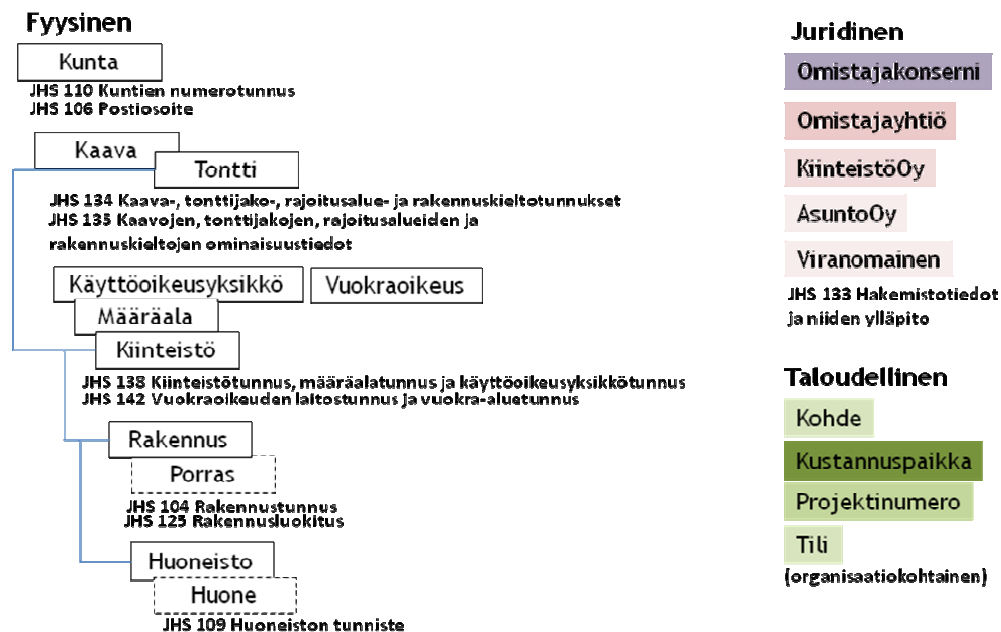 Fyysinen
Kunta
JHS 110 Kuntien numerotunnus
JHS 106 Postiosoite
Kaava
Tontti
JHS 134 Kaava-, tonttijako-, rajoitusalue- ja rakennuskieltotunnukset
JHS 135 Kaavojen, tonttijakojen, rajoitusalueiden ja
rakennuskieltojen ominaisuustiedot
Käyttöoikeusyksikkö
Vuokraoikeus
Määräala
Kiinteistö
JHS 138 Kiinteistötunnus, määräalatunnus ja käyttöoikeusyksikkötunnus
JHS 142 Vuokraoikeuden laitostunnus ja vuokra-aluetunnus
Rakennus
Porras
JHS 104 Rakennustunnus
JHS 125 Rakennusluokitus
Huoneisto
Huone
JHS 109 Huoneiston tunniste
Juridinen
Omistajakonserni
Omistajayhtiö
KiinteistöOy
AsuntoOy
Viranomainen
JHS 133 Hakemistotiedot
ja niiden ylläpito
Taloudellinen
Kohde
Kustannuspaikka
Projektinumero
Tili
(organisaatiokohtainen)